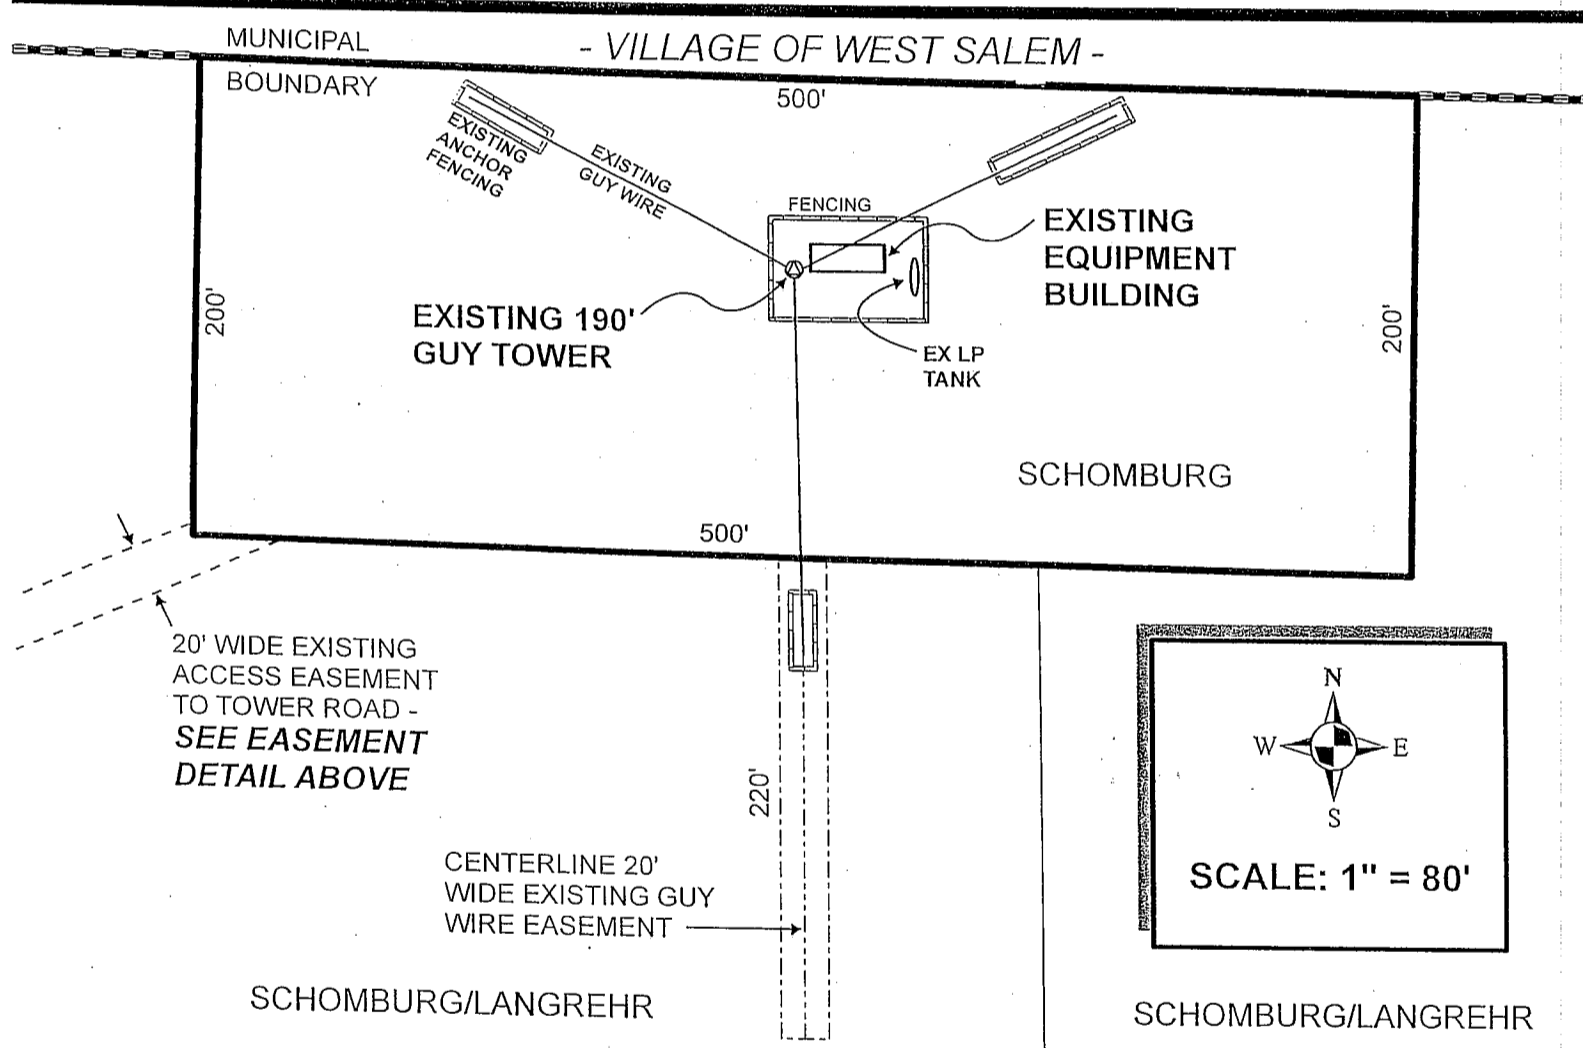 MUNICIPAL
BOUNDARY
- VILLAGE OF WEST SALEM -
500'
EXISTING
ANCHOR
FENCING
EXISTING
GUY WIRE
FENCING
EXISTING
EQUIPMENT
BUILDING
200'
EXISTING 190'
GUY TOWER
200'
EX LP
TANK
SCHOMBURG
500'
20' WIDE EXISTING
ACCESS EASEMENT
TO TOWER ROAD -
SEE EASEMENT
DETAIL ABOVE
220'
CENTERLINE 20'
WIDE EXISTING GUY
WIRE EASEMENT
N
W
E
S
SCALE: 1" = 80'
SCHOMBURG/LANGREHR
SCHOMBURG/LANGREHR